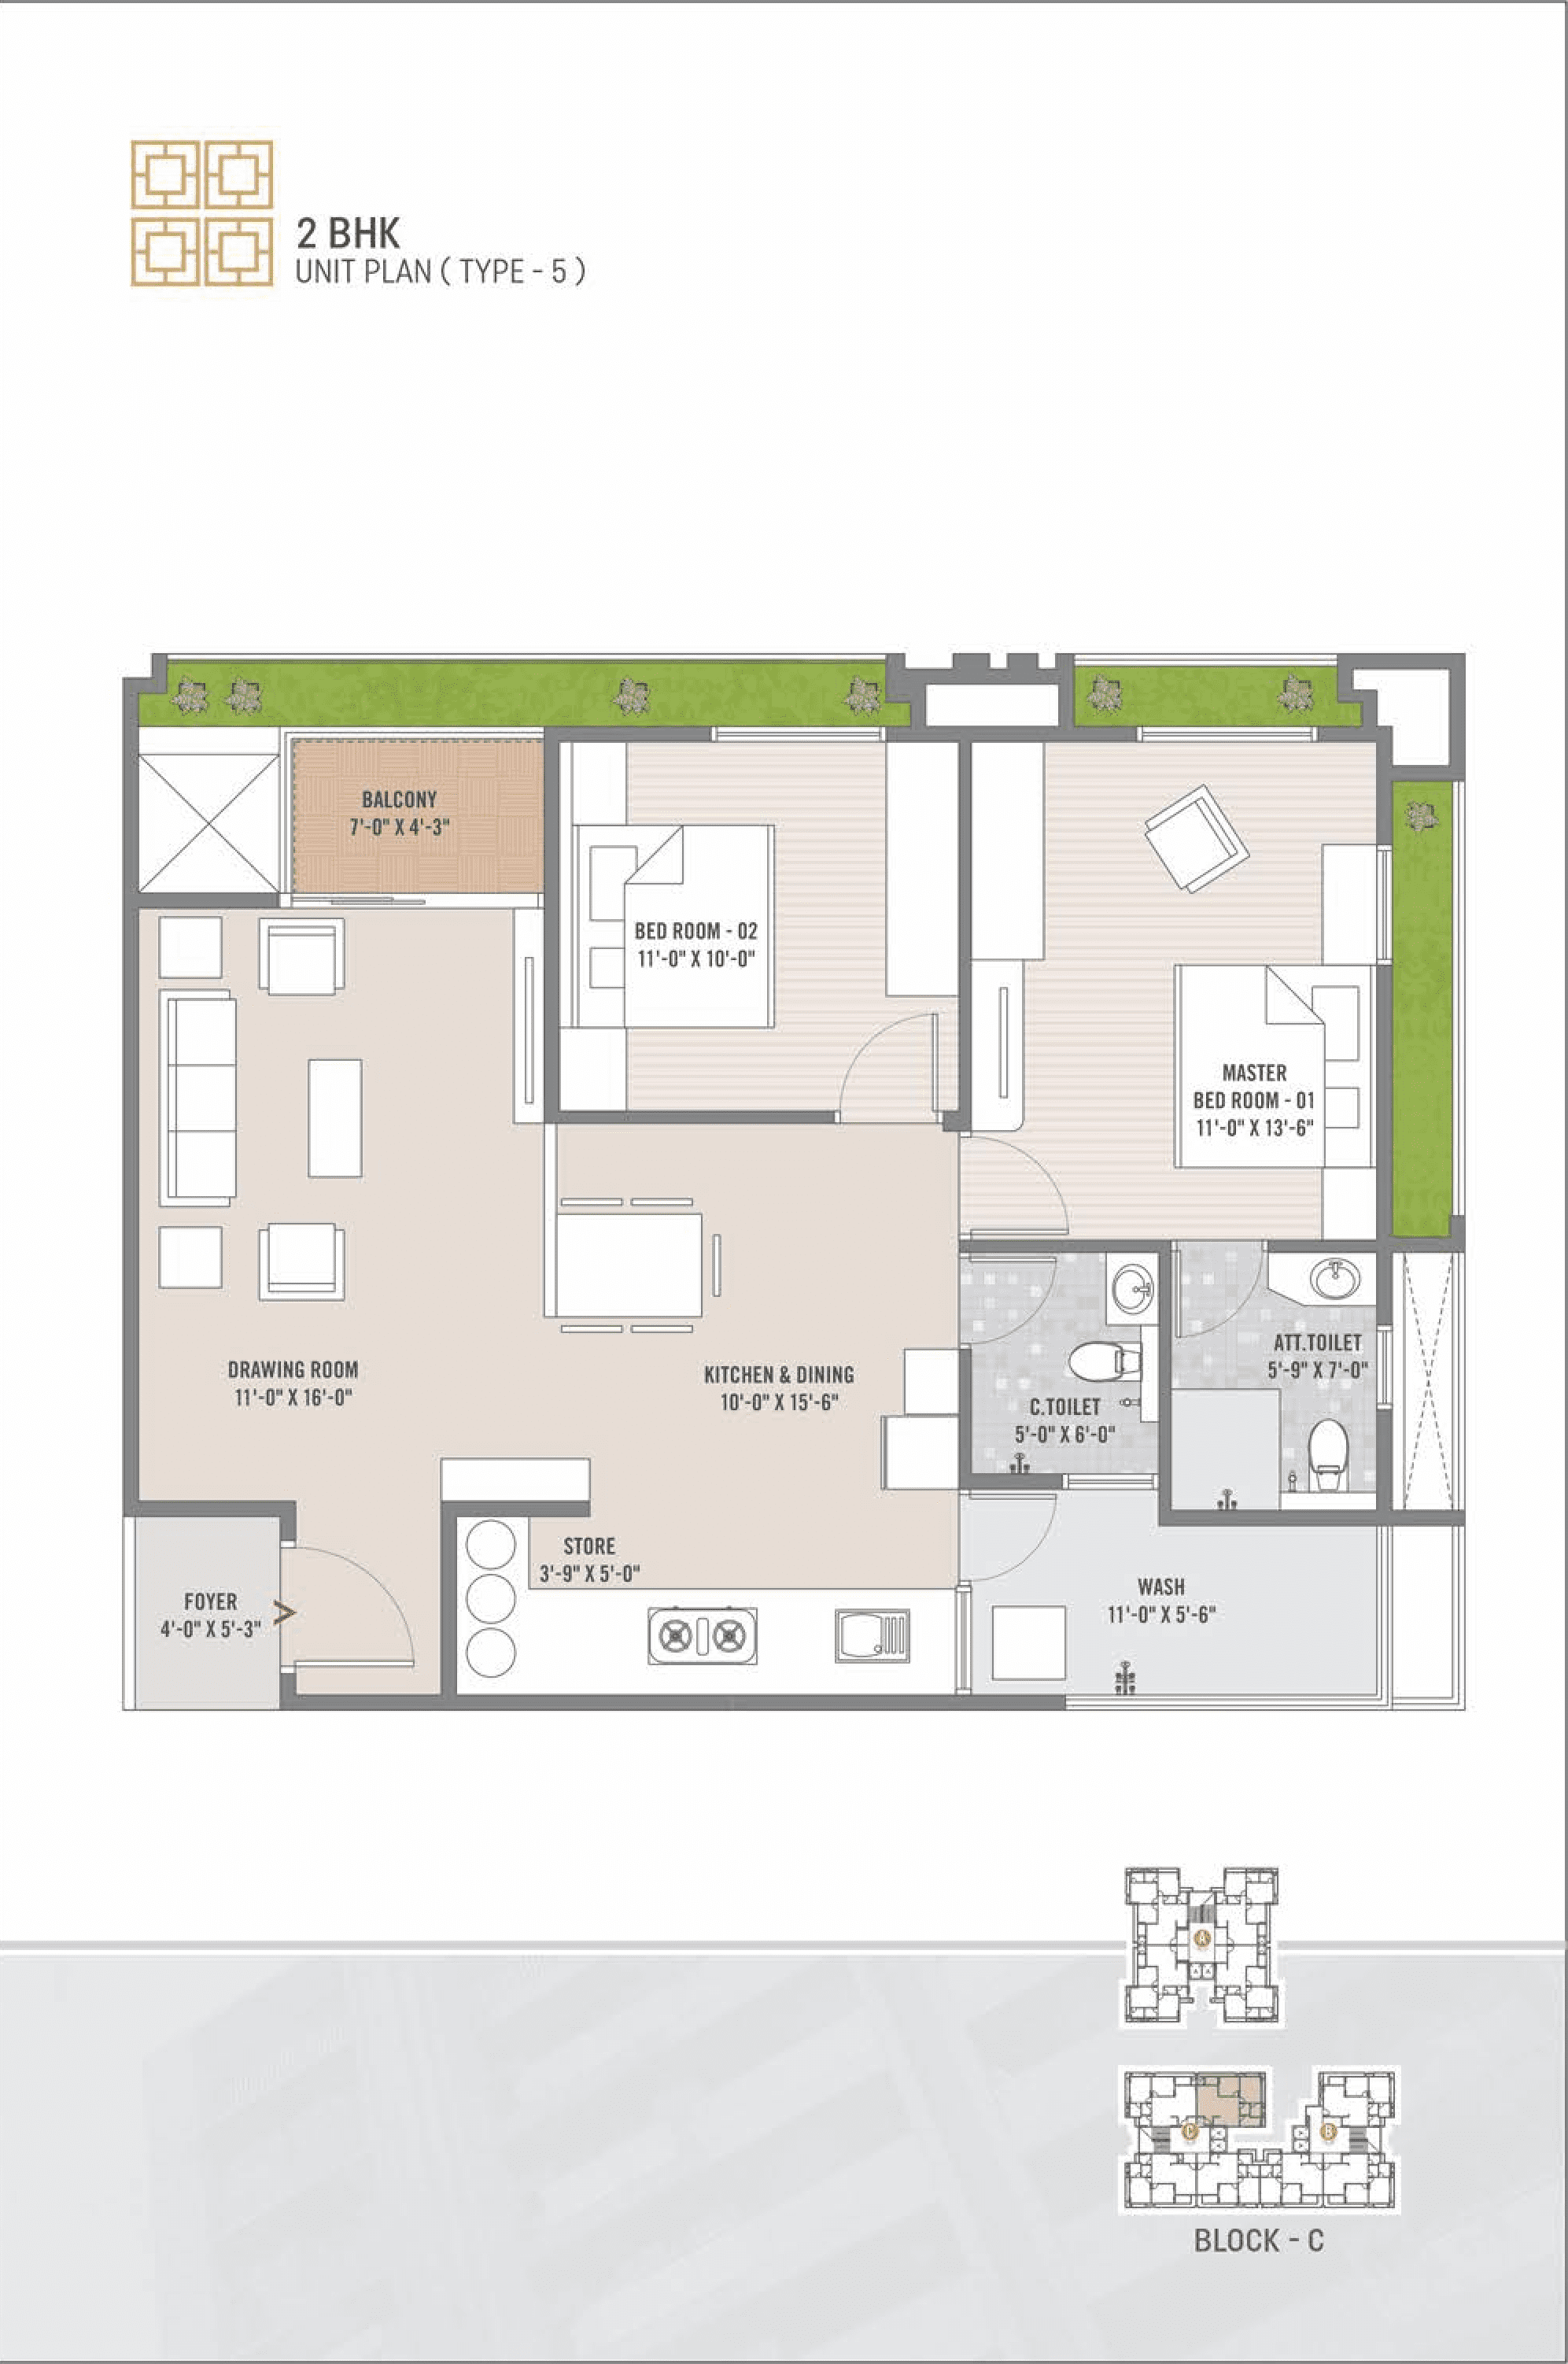 2 BHK
UNIT PLAN ( TYPE - 5 )
BALCONY
7'-0" X 4'-3"
BED ROOM - 02
11'-0" X 10'-0"
MASTER
BED ROOM - 01
11'-0" X 13'-6"
DRAWING ROOM
11'-0" X 16'-0"
KITCHEN & DINING
10'-0" X 15'-6"
ATT.TOILET
5'-9" X 7'-0"
C.TOILET
5'-0" X 6'-0"
STORE
3'-9" X 5'-0"
FOYER
4'-0" X 5'-3"
WASH
11'-0" X 5'-6"
A
C
B
BLOCK - C